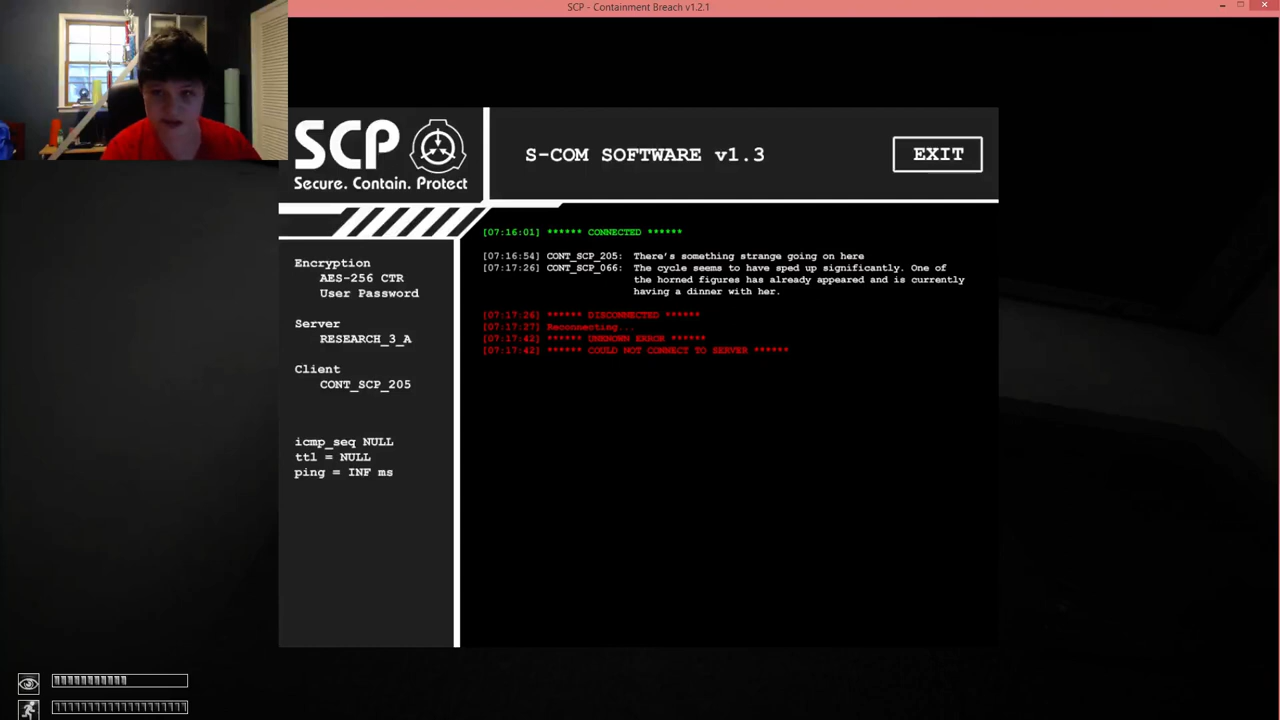 SCP - Containment Breach v1.2.1
SCP
Secure. Contain. Protect
S-COM SOFTWARE v1.3
EXIT
Encryption
AES-256 CTR
User Password
Server
RESEARCH_3_A
Client
CONT_SCP_205
icmp_seq NULL
ttl = NULL
ping = INF ms
[07:16:01] ****** CONNECTED ******
[07:16:54] CONT_SCP_205: There's something strange going on here
[07:17:26] CONT_SCP_066: The cycle seems to have sped up significantly. One of
the horned figures has already appeared and is currently
having a dinner with her.
[07:17:26] ****** DISCONNECTED ******
[07:17:27] Reconnecting...
[07:17:42] ****** UNKNOWN ERROR ******
[07:17:42] ****** COULD NOT CONNECT TO SERVER ******